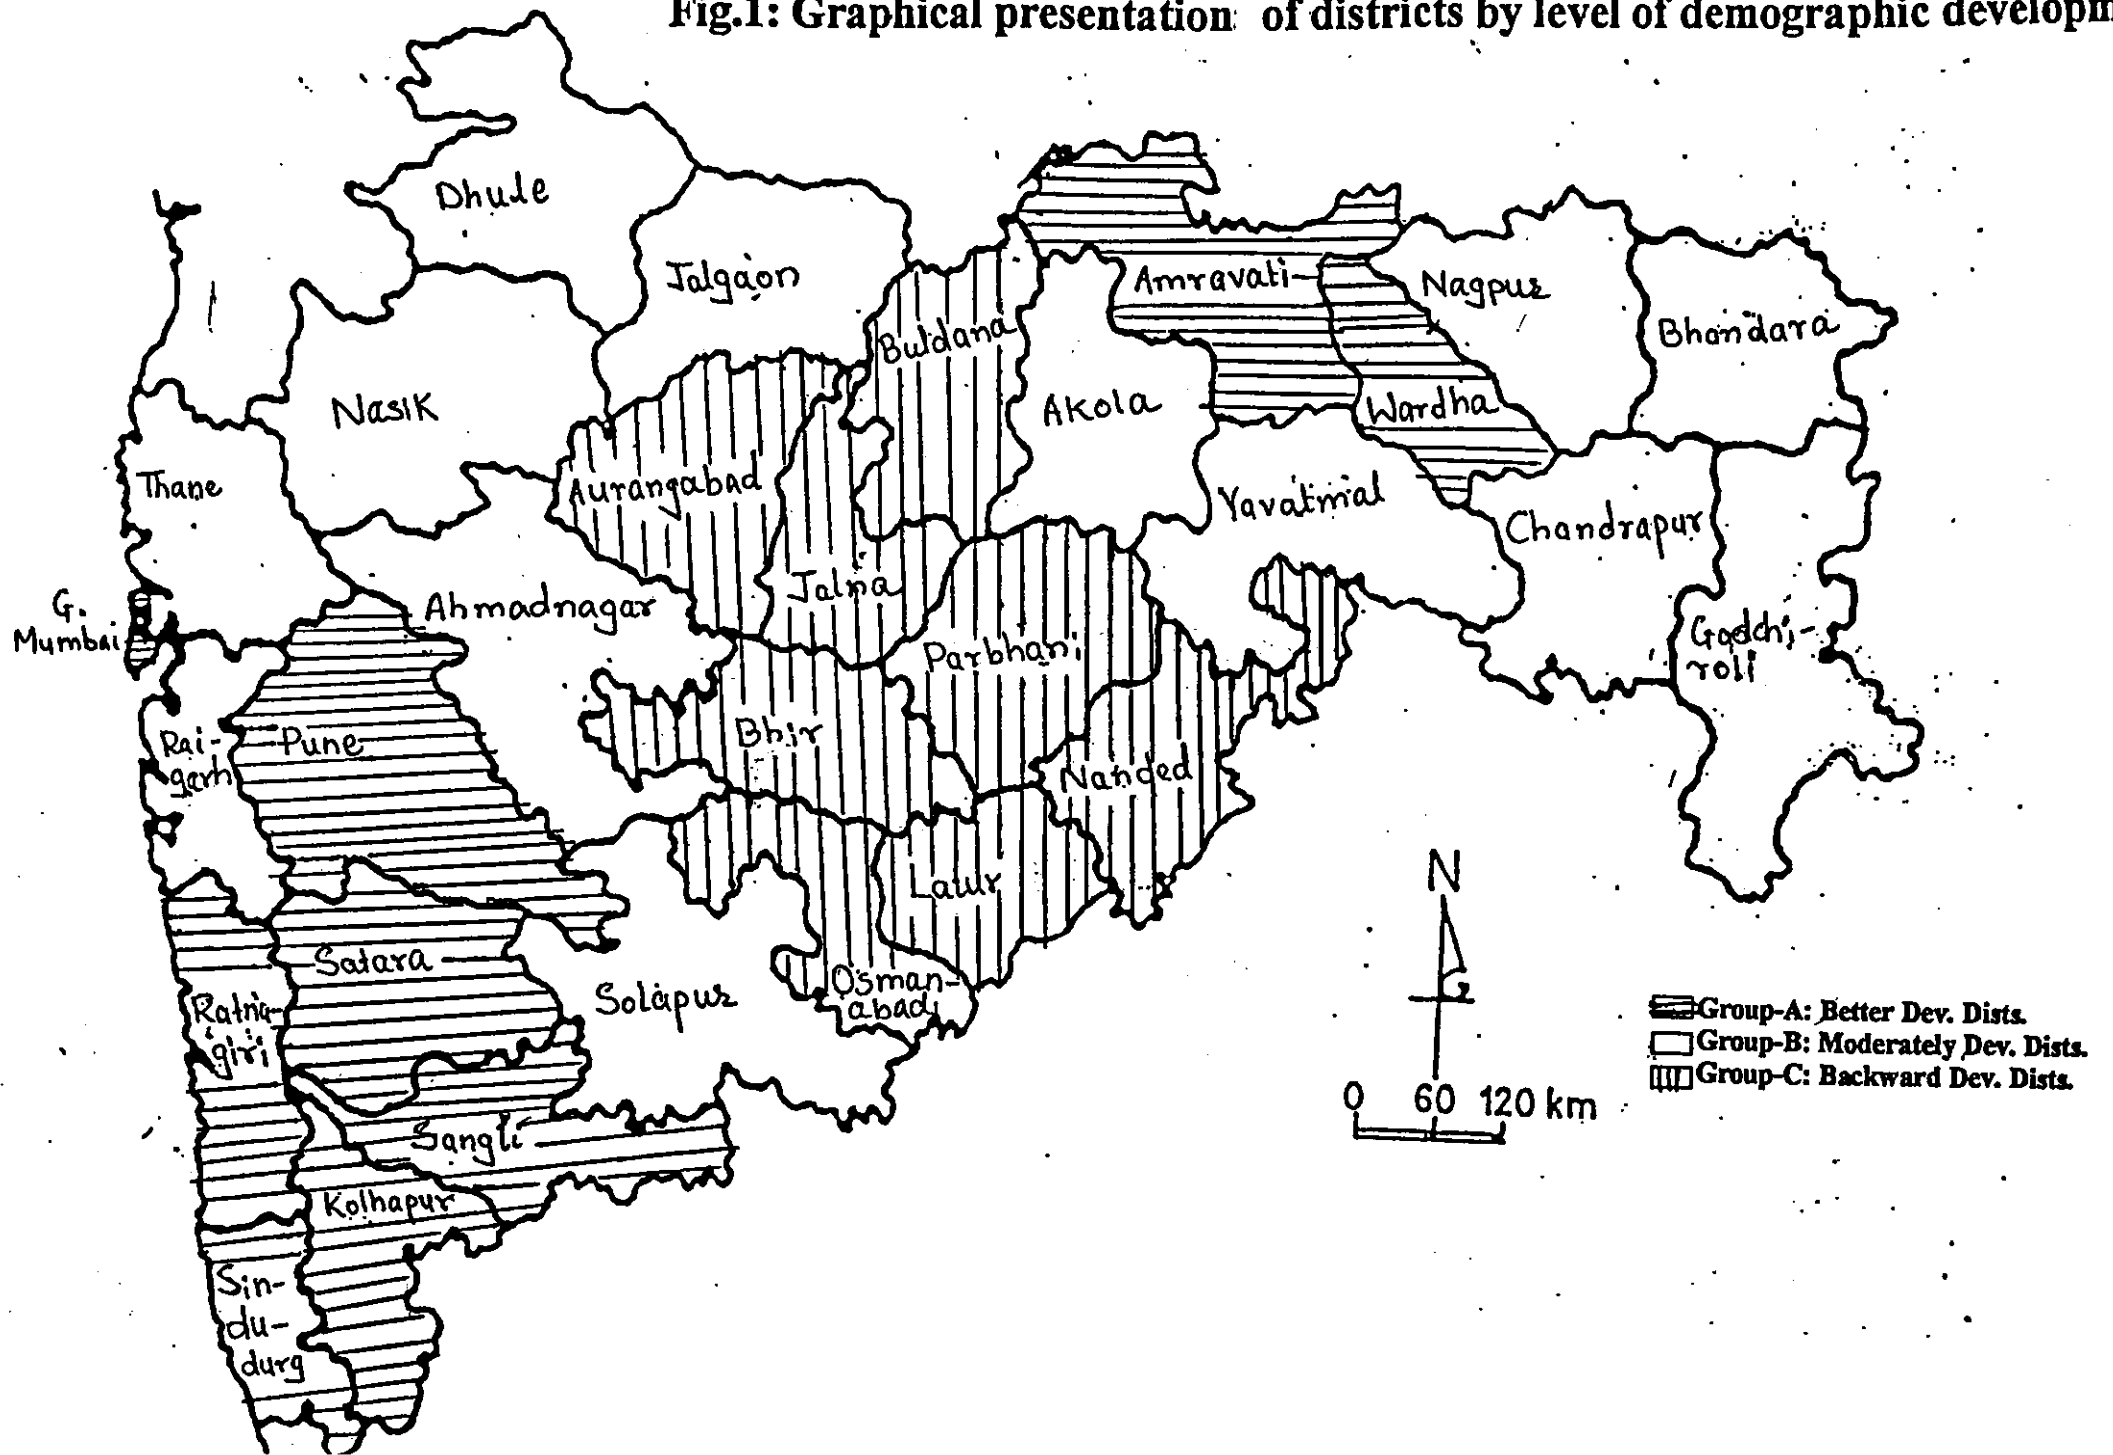 Fig.1: Graphical presentation of districts by level of demographic developm
Dhule
Jalgaon
Amravati
Nagpur
Bhandara
Buldana
Nasik
Akola
Wardha
Thane
Aurangabad
Yavatmal
Chandrapur
Jalna
G.
Mumbai
Ahmadnagar
Parbhani
Gadchi-
roli
Rai-
garh
Pune
Bhir
Nanded
Latur
Satara
Solapur
Osman-
abad
Ratna-
giri
Sangli
Kolhapur
Sin-
du-
durg
N
0 60 120 km
Group-A: Better Dev. Dists.
Group-B: Moderately Dev. Dists.
Group-C: Backward Dev. Dists.